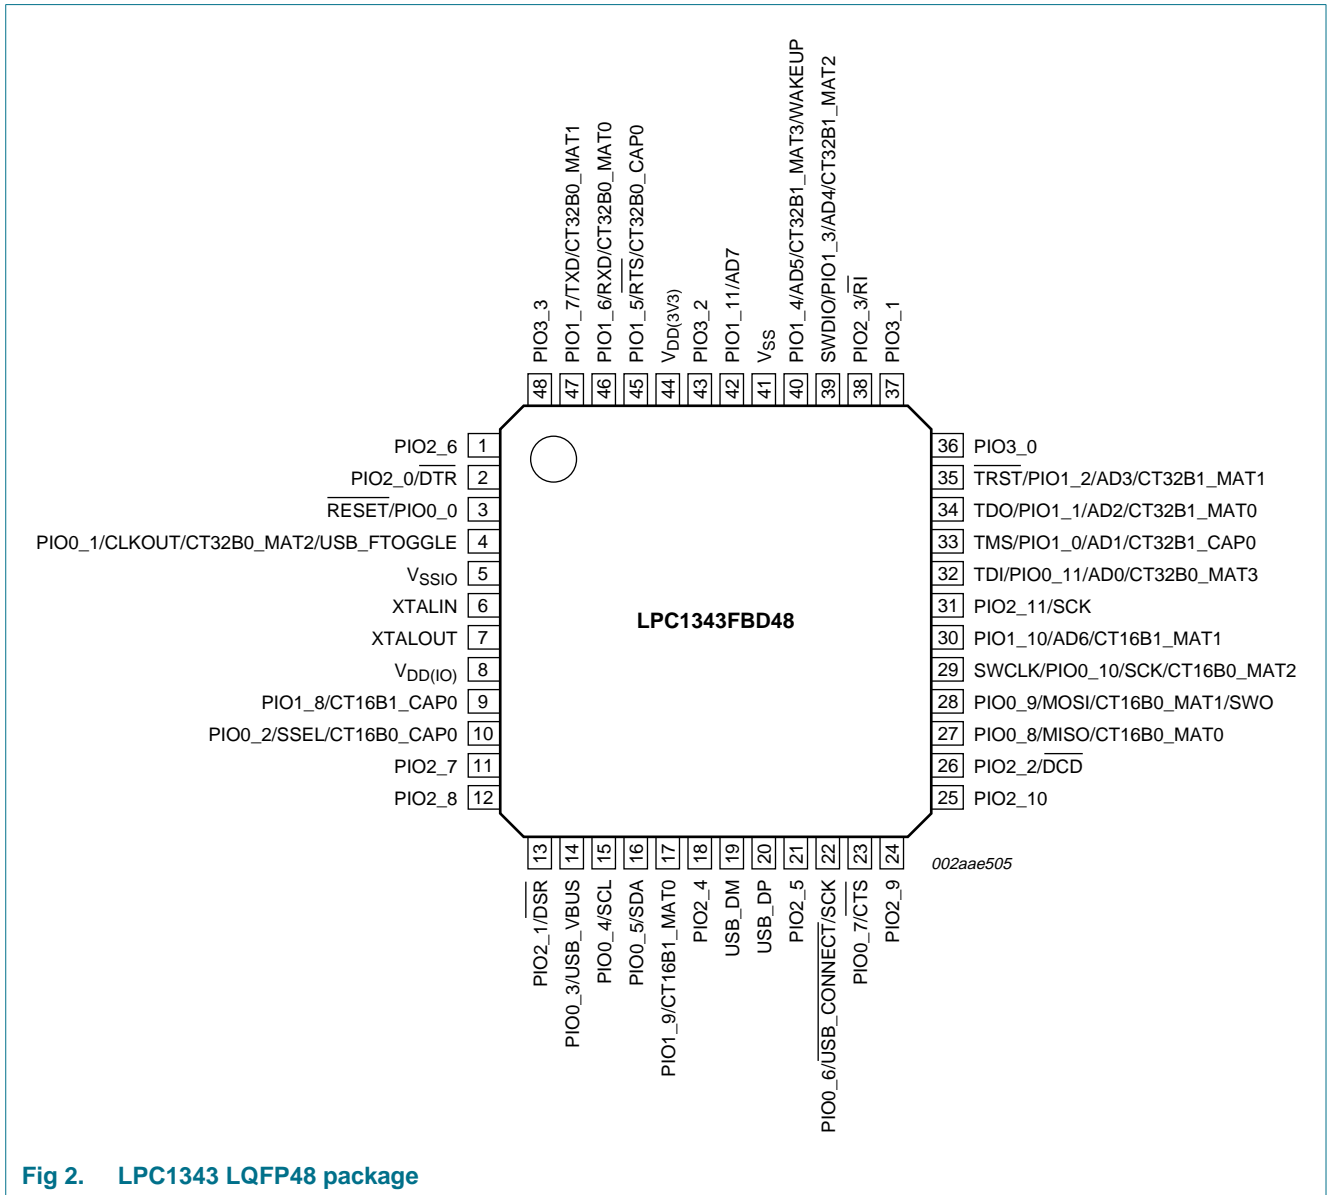 PIO3_3
PIO1_7/TXD/CT32B0_MAT1
PIO1_6/RXD/CT32B0_MAT0
PIO1_5/RTS/CT32B0_CAP0
VDD(3V3)
PIO3_2
PIO1_11/AD7
VSS
PIO1_4/AD5/CT32B1_MAT3/WAKEUP
SWDIO/PIO1_3/AD4/CT32B1_MAT2
PIO2_3/RI
PIO3_1
48
47
46
45
44
43
42
41
40
39
38
37
PIO2_6 1
PIO2_0/DTR 2
RESET/PIO0_0 3
PIO0_1/CLKOUT/CT32B0_MAT2/USB_FTOGGLE 4
VSSIO 5
XTALIN 6
XTALOUT 7
VDD(IO) 8
PIO1_8/CT16B1_CAP0 9
PIO0_2/SSEL/CT16B0_CAP0 10
PIO2_7 11
PIO2_8 12
LPC1343FBD48
36 PIO3_0
35 TRST/PIO1_2/AD3/CT32B1_MAT1
34 TDO/PIO1_1/AD2/CT32B1_MAT0
33 TMS/PIO1_0/AD1/CT32B1_CAP0
32 TDI/PIO0_11/AD0/CT32B0_MAT3
31 PIO2_11/SCK
30 PIO1_10/AD6/CT16B1_MAT1
29 SWCLK/PIO0_10/SCK/CT16B0_MAT2
28 PIO0_9/MOSI/CT16B0_MAT1/SWO
27 PIO0_8/MISO/CT16B0_MAT0
26 PIO2_2/DCD
25 PIO2_10
13
14
15
16
17
18
19
20
21
22
23
24
PIO2_1/DSR
PIO0_3/USB_VBUS
PIO0_4/SCL
PIO0_5/SDA
PIO1_9/CT16B1_MAT0
PIO2_4
USB_DM
USB_DP
PIO2_5
PIO0_6/USB_CONNECT/SCK
PIO0_7/CTS
PIO2_9
002aae505
Fig 2. LPC1343 LQFP48 package